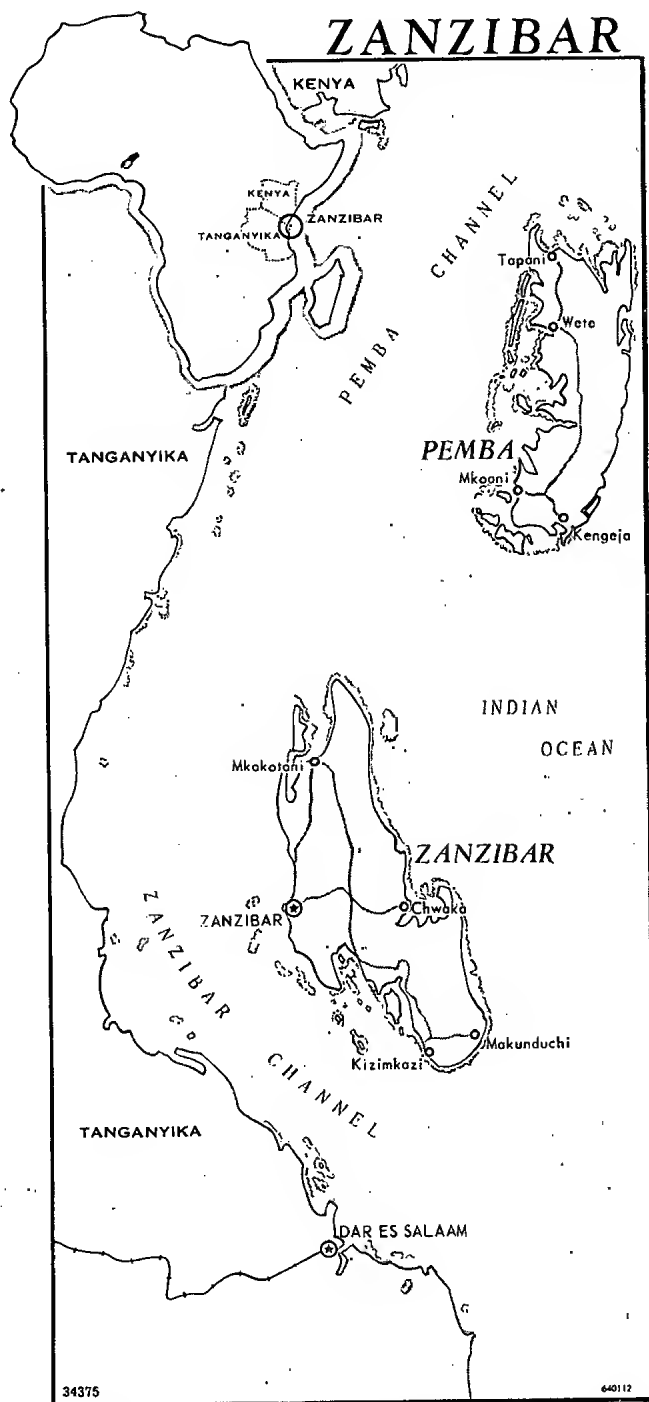 ZANZIBAR
KENYA
KENYA
ZANZIBAR
TANGANYIKA
PEMBA CHANNEL
Tapani
Wete
TANGANYIKA
PEMBA
Mkoani
Kengeja
INDIAN
OCEAN
Mkokotoni
ZANZIBAR
ZANZIBAR
Chwaka
ZANZIBAR CHANNEL
Makunduchi
Kizimkazi
TANGANYIKA
DAR ES SALAAM
34375
640112